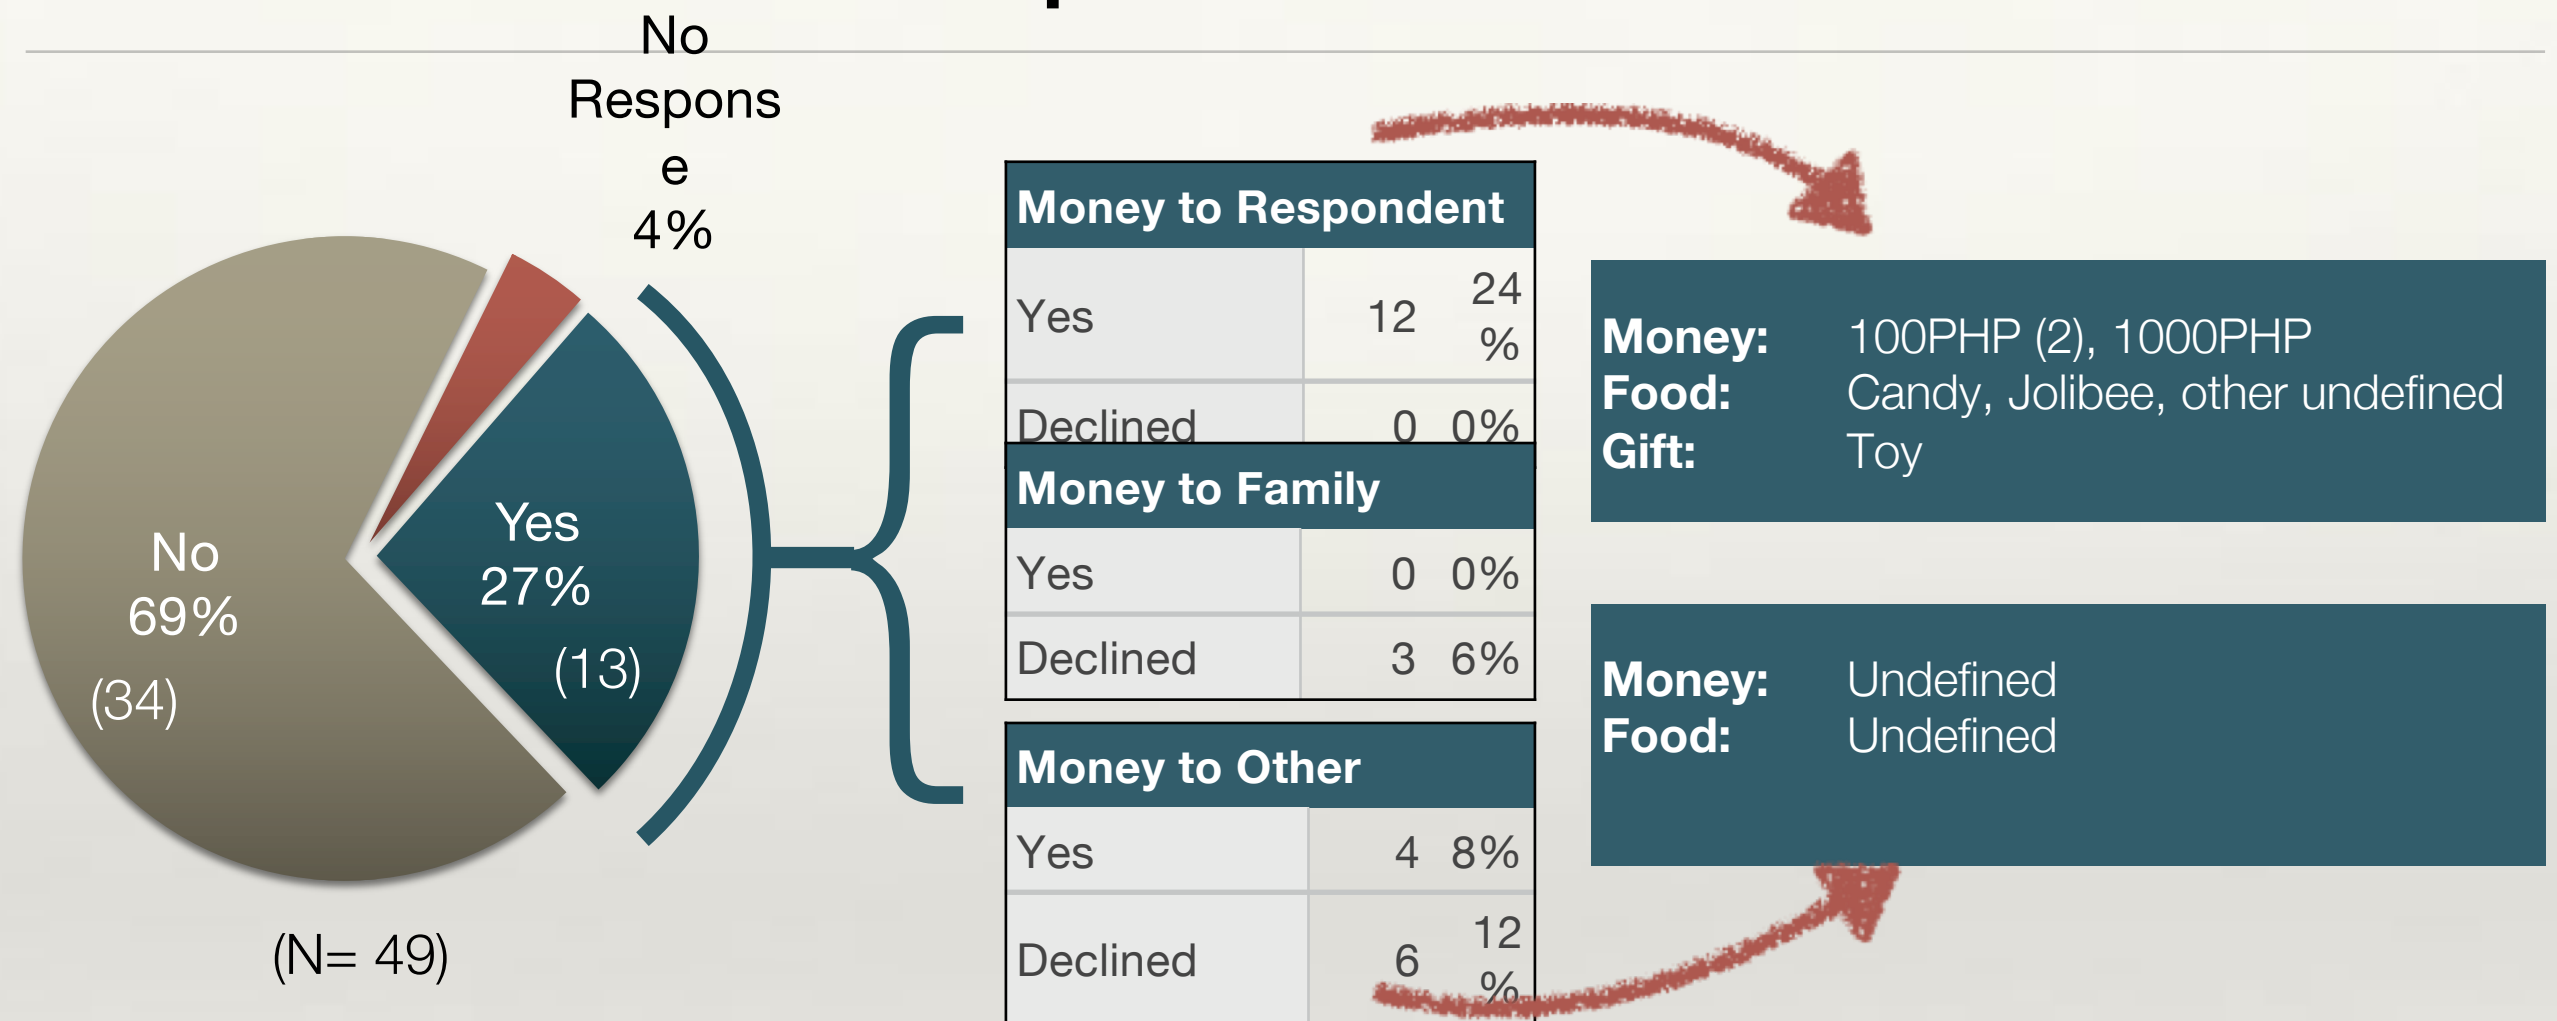 No
Respons
e
4%
No
69%
(34)
Yes
27%
(13)
(N= 49)
Money to Respondent
Yes 12 24
%
Declined 0 0%
Money to Family
Yes 0 0%
Declined 3 6%
Money to Other
Yes 4 8%
Declined 6 12
%
Money: 100PHP (2), 1000PHP
Food: Candy, Jolibee, other undefined
Gift: Toy
Money: Undefined
Food: Undefined